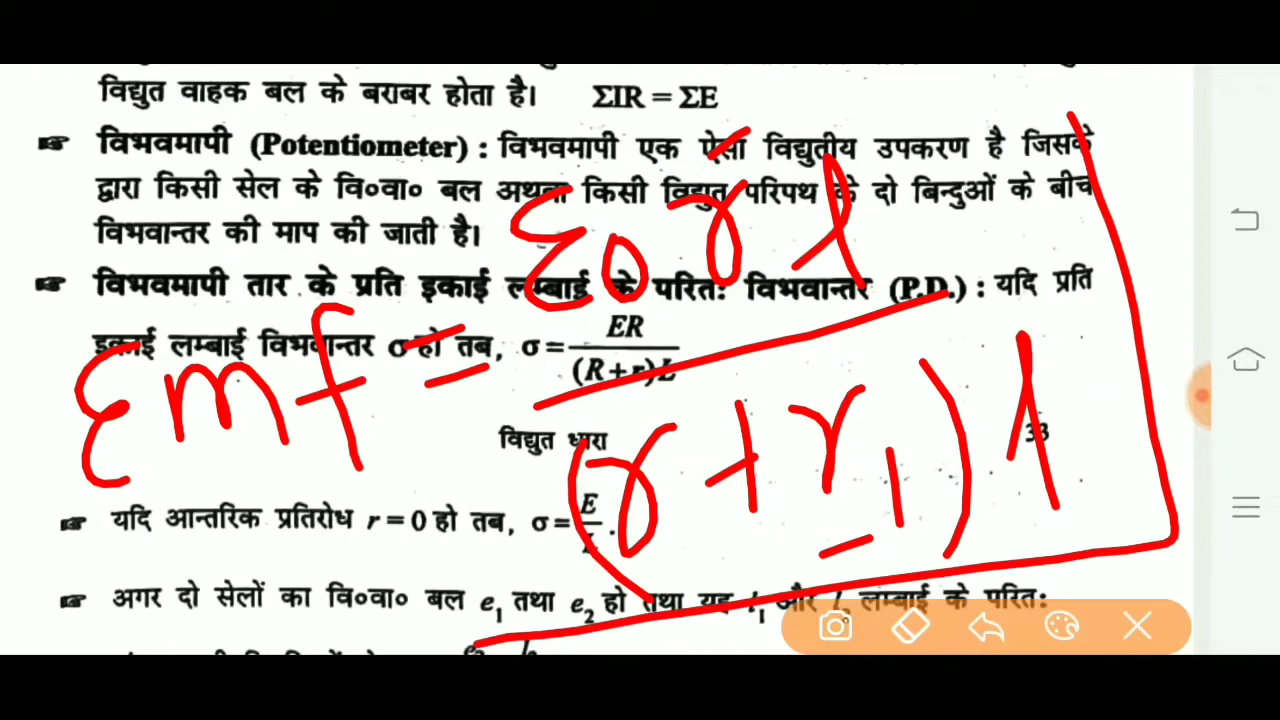 विद्युत वाहक बल के बराबर होता है। ΣIR = ΣE
विभवमापी (Potentiometer) : विभवमापी एक ऐसा विद्युतीय उपकरण है जिसके
द्वारा किसी सेल के वि०वा० बल अथवा किसी विद्युत परिपथ के दो बिन्दुओं के बीच
विभवान्तर की माप की जाती है।
विभवमापी तार के प्रति इकाई लम्बाई के परितः विभवान्तर (P.D.) : यदि प्रति
इकाई लम्बाई विभवान्तर σ हो तब, σ = ER / (R + r)L
विद्युत धारा 33
यदि आन्तरिक प्रतिरोध r = 0 हो तब, σ = E / L .
अगर दो सेलों का वि०वा० बल e₁ तथा e₂ हो तथा यह l₁ और l₂ लम्बाई के परितः
Emf = ε₀ r l / (r + r₁) l